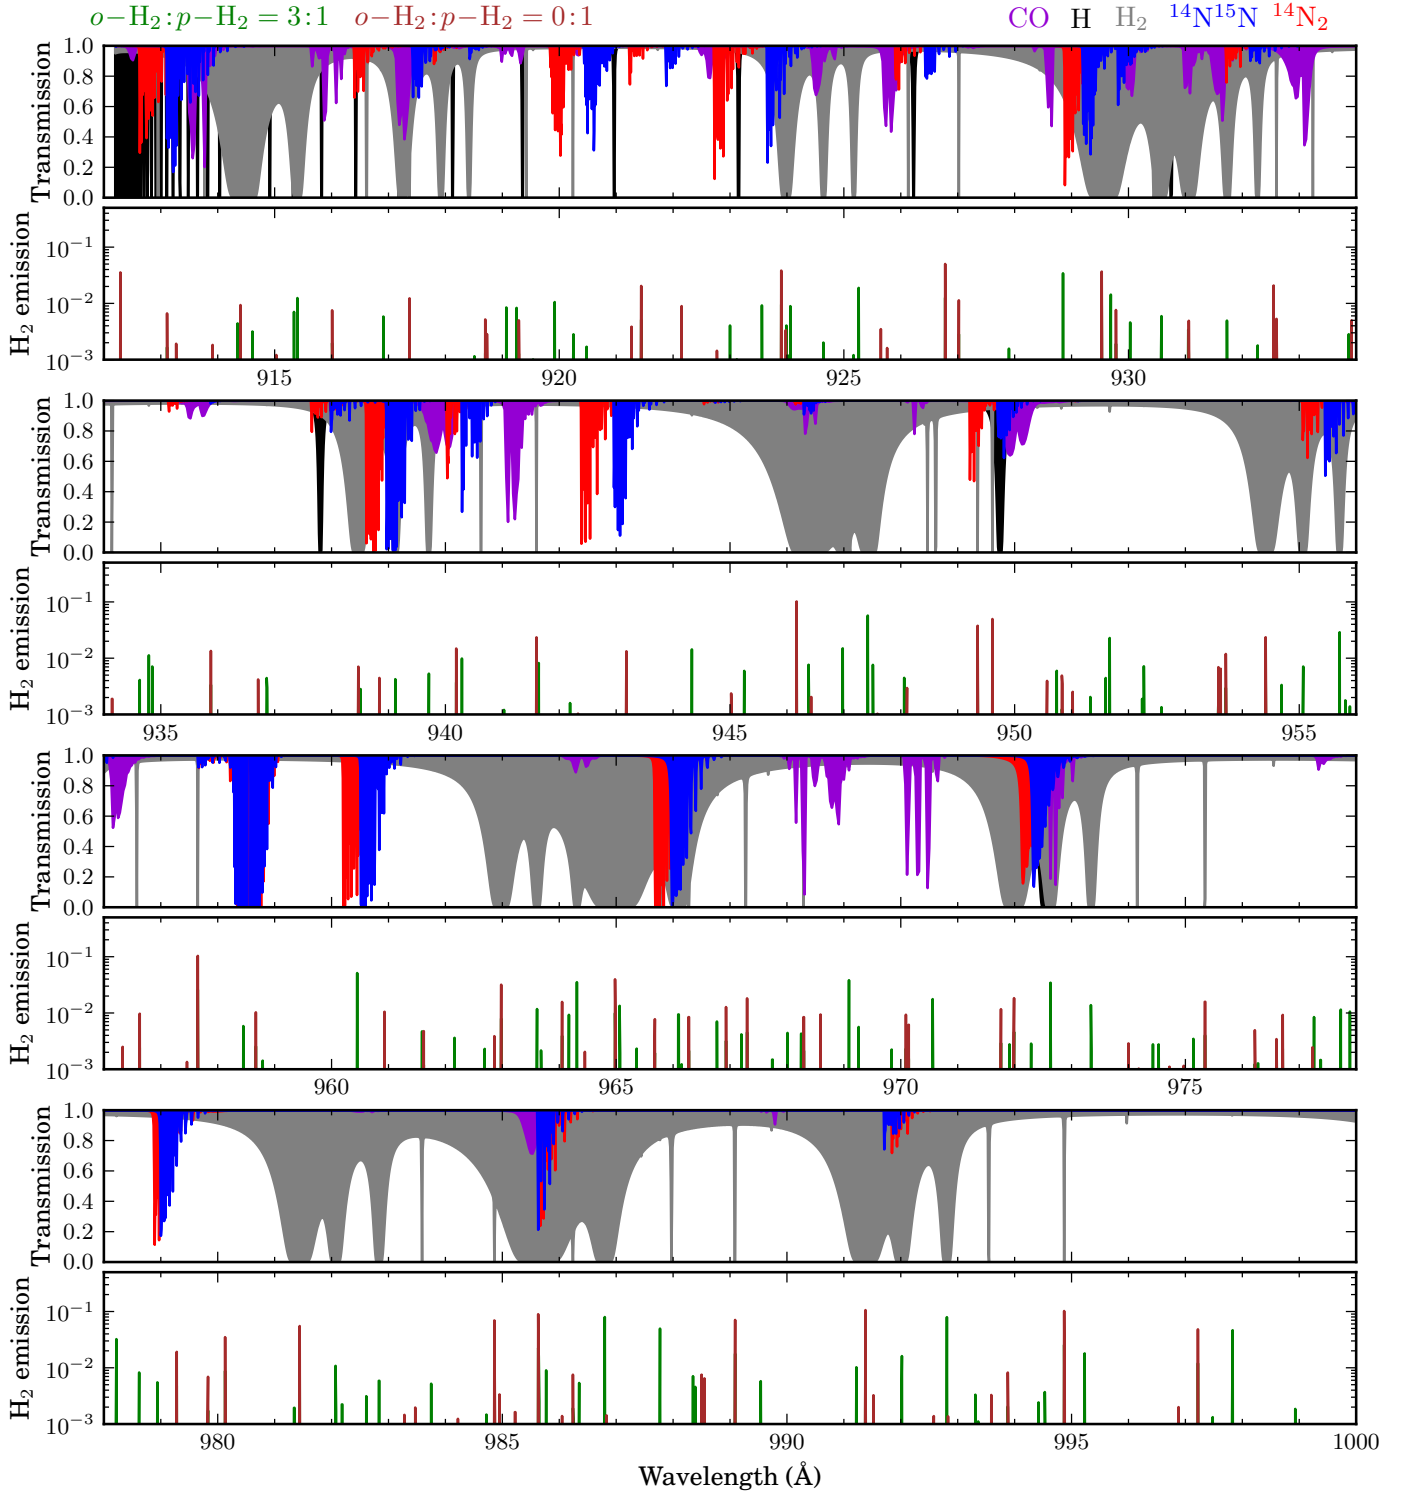 o−H₂:p−H₂ = 3:1 o−H₂:p−H₂ = 0:1 CO H H₂ ¹⁴N¹⁵N ¹⁴N₂
Transmission
1.0
0.8
0.6
0.4
0.2
0.0
H₂ emission
10⁻¹
10⁻²
10⁻³
915 920 925 930
Transmission
1.0
0.8
0.6
0.4
0.2
0.0
H₂ emission
10⁻¹
10⁻²
10⁻³
935 940 945 950 955
Transmission
1.0
0.8
0.6
0.4
0.2
0.0
H₂ emission
10⁻¹
10⁻²
10⁻³
960 965 970 975
Transmission
1.0
0.8
0.6
0.4
0.2
0.0
H₂ emission
10⁻¹
10⁻²
10⁻³
980 985 990 995 1000
Wavelength (Å)